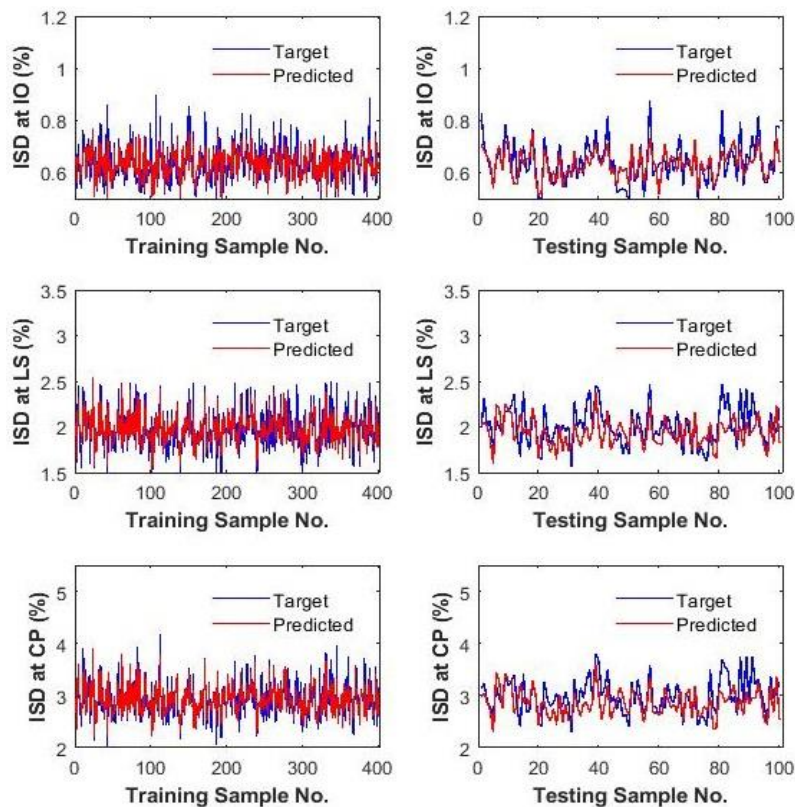 1.2
1
0.8
0.6
ISD at IO (%)
Target
Predicted
0 100 200 300 400
Training Sample No.
1.2
1
0.8
0.6
ISD at IO (%)
Target
Predicted
0 20 40 60 80 100
Testing Sample No.
3.5
3
2.5
2
1.5
ISD at LS (%)
Target
Predicted
0 100 200 300 400
Training Sample No.
3.5
3
2.5
2
1.5
ISD at LS (%)
Target
Predicted
0 20 40 60 80 100
Testing Sample No.
5
4
3
2
ISD at CP (%)
Target
Predicted
0 100 200 300 400
Training Sample No.
5
4
3
2
ISD at CP (%)
Target
Predicted
0 20 40 60 80 100
Testing Sample No.